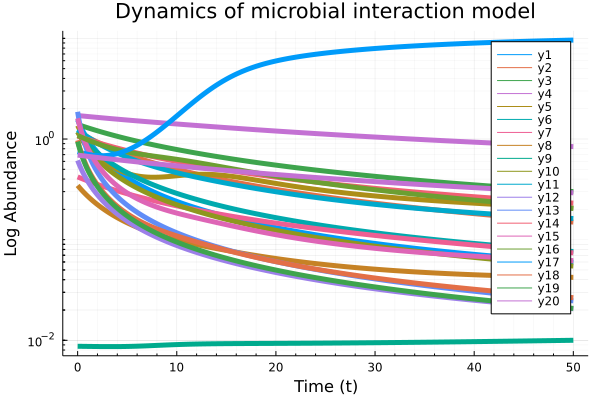 Dynamics of microbial interaction model
Log Abundance
10⁰
10⁻²
y1
y2
y3
y4
y5
y6
y7
y8
y9
y10
y11
y12
y13
y14
y15
y16
y17
y18
y19
y20
0 10 20 30 40 50
Time (t)